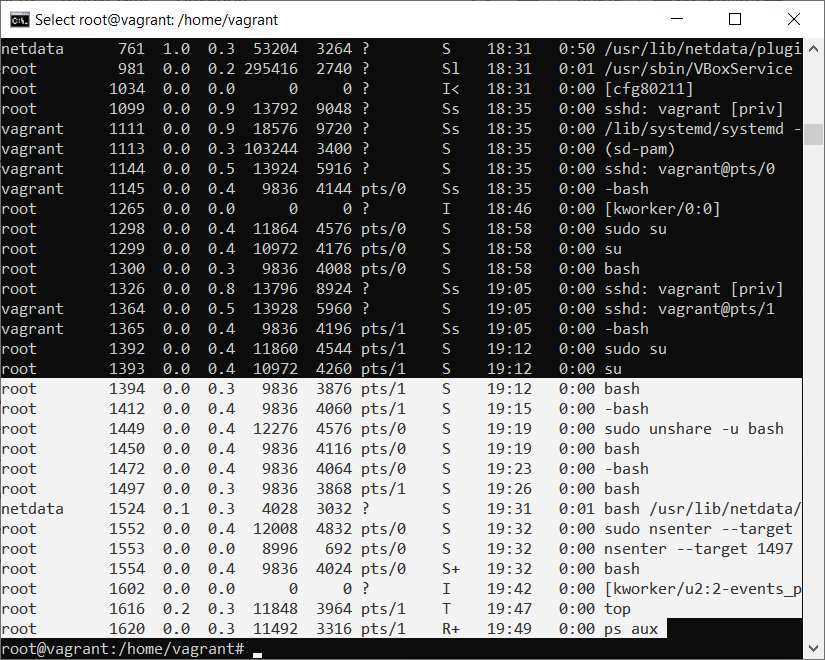 Select root@vagrant: /home/vagrant
netdata 761 1.0 0.3 53204 3264 ? S 18:31 0:50 /usr/lib/netdata/plugi
root 981 0.0 0.2 295416 2740 ? Sl 18:31 0:01 /usr/sbin/VBoxService
root 1034 0.0 0.0 0 0 ? I< 18:31 0:00 [cfg80211]
root 1099 0.0 0.9 13792 9048 ? Ss 18:35 0:00 sshd: vagrant [priv]
vagrant 1111 0.0 0.9 18576 9720 ? Ss 18:35 0:00 /lib/systemd/systemd -
vagrant 1113 0.0 0.3 103244 3400 ? S 18:35 0:00 (sd-pam)
vagrant 1144 0.0 0.5 13924 5916 ? S 18:35 0:00 sshd: vagrant@pts/0
vagrant 1145 0.0 0.4 9836 4144 pts/0 Ss 18:35 0:00 -bash
root 1265 0.0 0.0 0 0 ? I 18:46 0:00 [kworker/0:0]
root 1298 0.0 0.4 11864 4576 pts/0 S 18:58 0:00 sudo su
root 1299 0.0 0.4 10972 4176 pts/0 S 18:58 0:00 su
root 1300 0.0 0.3 9836 4008 pts/0 S 18:58 0:00 bash
root 1326 0.0 0.8 13796 8924 ? Ss 19:05 0:00 sshd: vagrant [priv]
vagrant 1364 0.0 0.5 13928 5960 ? S 19:05 0:00 sshd: vagrant@pts/1
vagrant 1365 0.0 0.4 9836 4196 pts/1 Ss 19:05 0:00 -bash
root 1392 0.0 0.4 11860 4544 pts/1 S 19:12 0:00 sudo su
root 1393 0.0 0.4 10972 4260 pts/1 S 19:12 0:00 su
root 1394 0.0 0.3 9836 3876 pts/1 S 19:12 0:00 bash
root 1412 0.0 0.4 9836 4060 pts/1 S 19:15 0:00 -bash
root 1449 0.0 0.4 12276 4576 pts/0 S 19:19 0:00 sudo unshare -u bash
root 1450 0.0 0.4 9836 4116 pts/0 S 19:19 0:00 bash
root 1472 0.0 0.4 9836 4064 pts/0 S 19:23 0:00 -bash
root 1497 0.0 0.3 9836 3868 pts/1 S 19:26 0:00 bash
netdata 1524 0.1 0.3 4028 3032 ? S 19:31 0:01 bash /usr/lib/netdata/
root 1552 0.0 0.4 12008 4832 pts/0 S 19:32 0:00 sudo nsenter --target
root 1553 0.0 0.0 8996 692 pts/0 S 19:32 0:00 nsenter --target 1497
root 1554 0.0 0.4 9836 4024 pts/0 S+ 19:32 0:00 bash
root 1602 0.0 0.0 0 0 ? I 19:42 0:00 [kworker/u2:2-events_p
root 1616 0.2 0.3 11848 3964 pts/1 T 19:47 0:00 top
root 1620 0.0 0.3 11492 3316 pts/1 R+ 19:49 0:00 ps aux
root@vagrant:/home/vagrant#